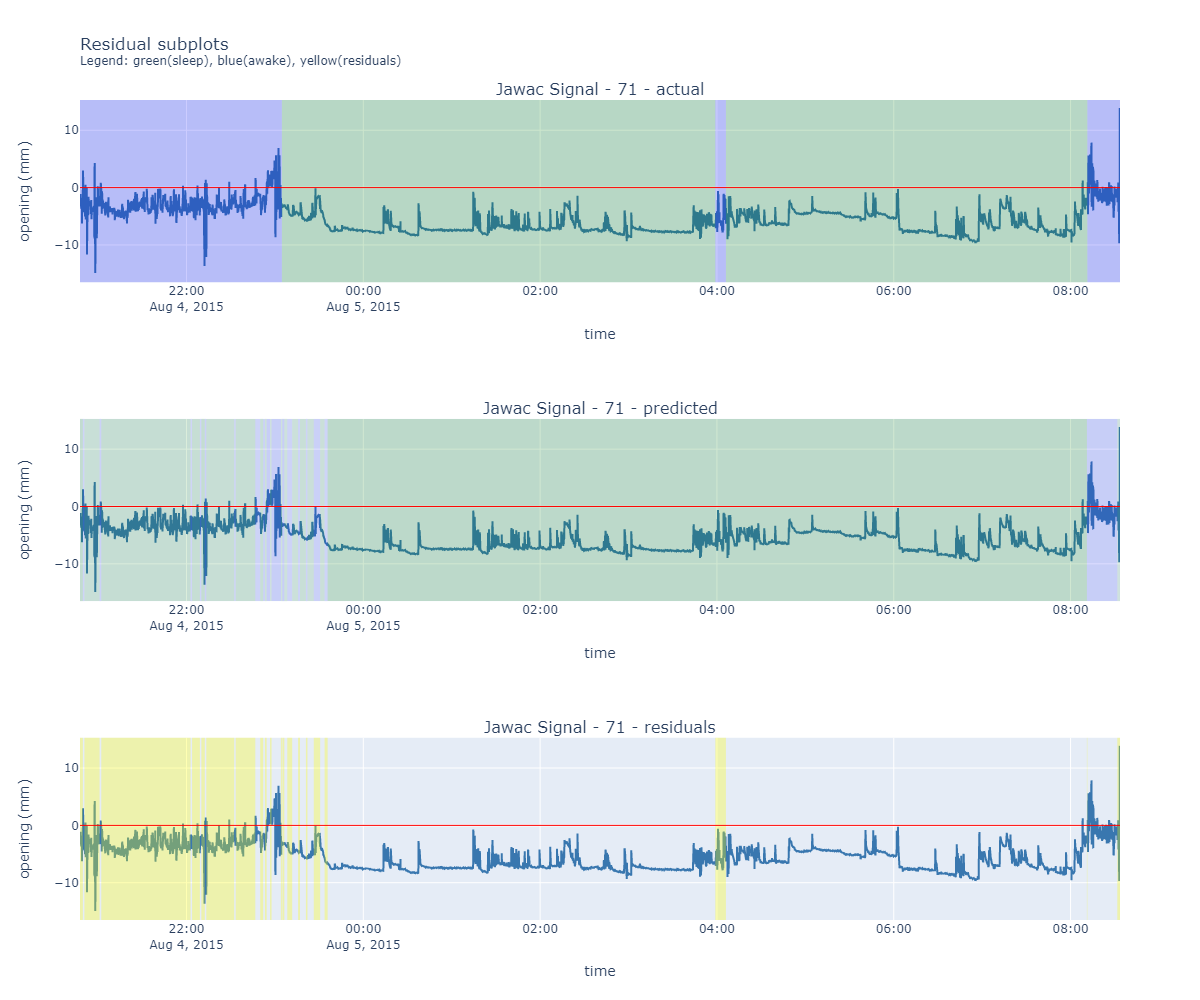 Residual subplots
Legend: green(sleep), blue(awake), yellow(residuals)
Jawac Signal - 71 - actual
10
0
−10
opening (mm)
22:00 00:00 02:00 04:00 06:00 08:00
Aug 4, 2015 Aug 5, 2015
time
Jawac Signal - 71 - predicted
10
0
−10
opening (mm)
22:00 00:00 02:00 04:00 06:00 08:00
Aug 4, 2015 Aug 5, 2015
time
Jawac Signal - 71 - residuals
10
0
−10
opening (mm)
22:00 00:00 02:00 04:00 06:00 08:00
Aug 4, 2015 Aug 5, 2015
time